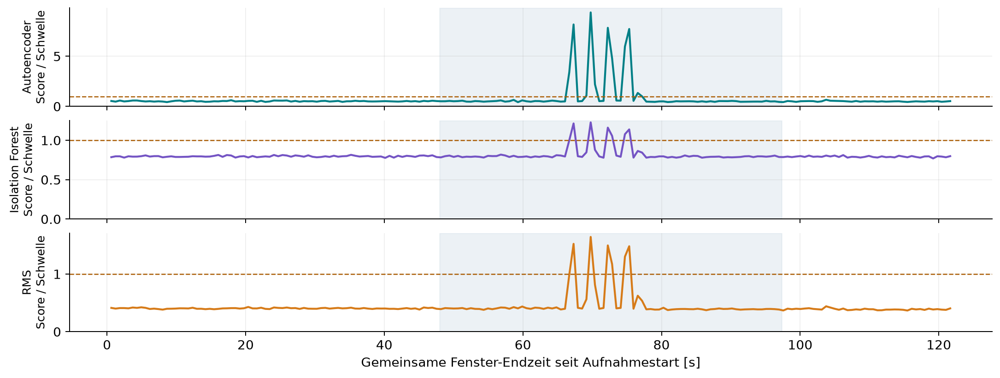 Autoencoder
Score / Schwelle
5
0
Isolation Forest
Score / Schwelle
1.0
0.5
0.0
RMS
Score / Schwelle
1
0
0 20 40 60 80 100 120
Gemeinsame Fenster-Endzeit seit Aufnahmestart [s]